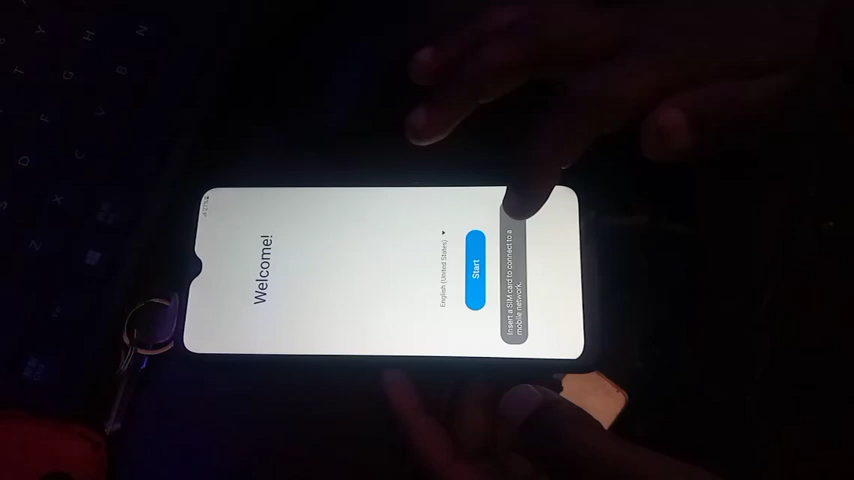 Welcome!
English (United States)
Start
Insert a SIM card to connect to a
mobile network.
Y
H
N
T
G
B
F
V
D
C
X
Z